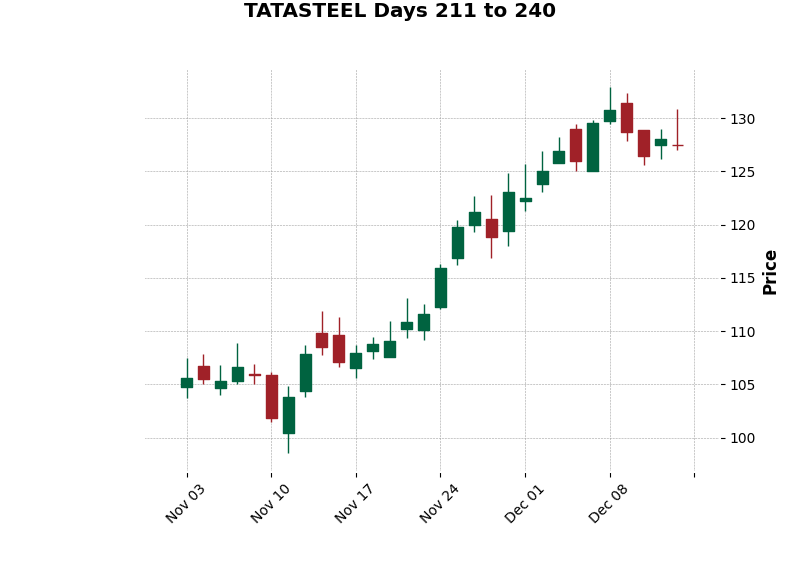 TATASTEEL Days 211 to 240
130
125
120
115
110
105
100
Price
Nov 03
Nov 10
Nov 17
Nov 24
Dec 01
Dec 08